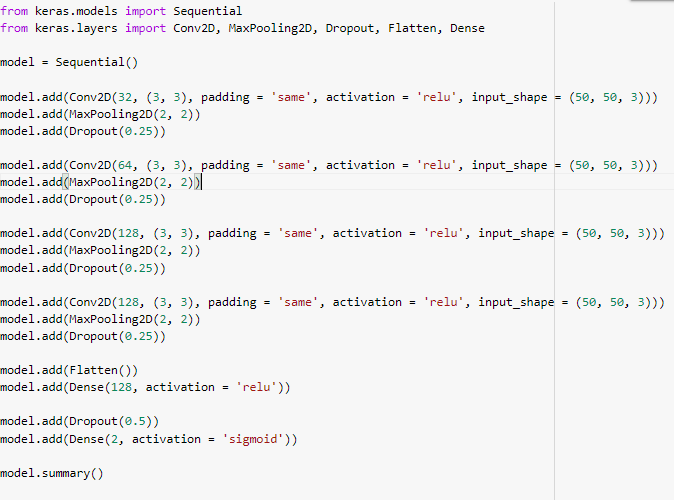 from keras.models import Sequential
from keras.layers import Conv2D, MaxPooling2D, Dropout, Flatten, Dense
model = Sequential()
model.add(Conv2D(32, (3, 3), padding = 'same', activation = 'relu', input_shape = (50, 50, 3)))
model.add(MaxPooling2D(2, 2))
model.add(Dropout(0.25))
model.add(Conv2D(64, (3, 3), padding = 'same', activation = 'relu', input_shape = (50, 50, 3)))
model.add(MaxPooling2D(2, 2))
model.add(Dropout(0.25))
model.add(Conv2D(128, (3, 3), padding = 'same', activation = 'relu', input_shape = (50, 50, 3)))
model.add(MaxPooling2D(2, 2))
model.add(Dropout(0.25))
model.add(Conv2D(128, (3, 3), padding = 'same', activation = 'relu', input_shape = (50, 50, 3)))
model.add(MaxPooling2D(2, 2))
model.add(Dropout(0.25))
model.add(Flatten())
model.add(Dense(128, activation = 'relu'))
model.add(Dropout(0.5))
model.add(Dense(2, activation = 'sigmoid'))
model.summary()